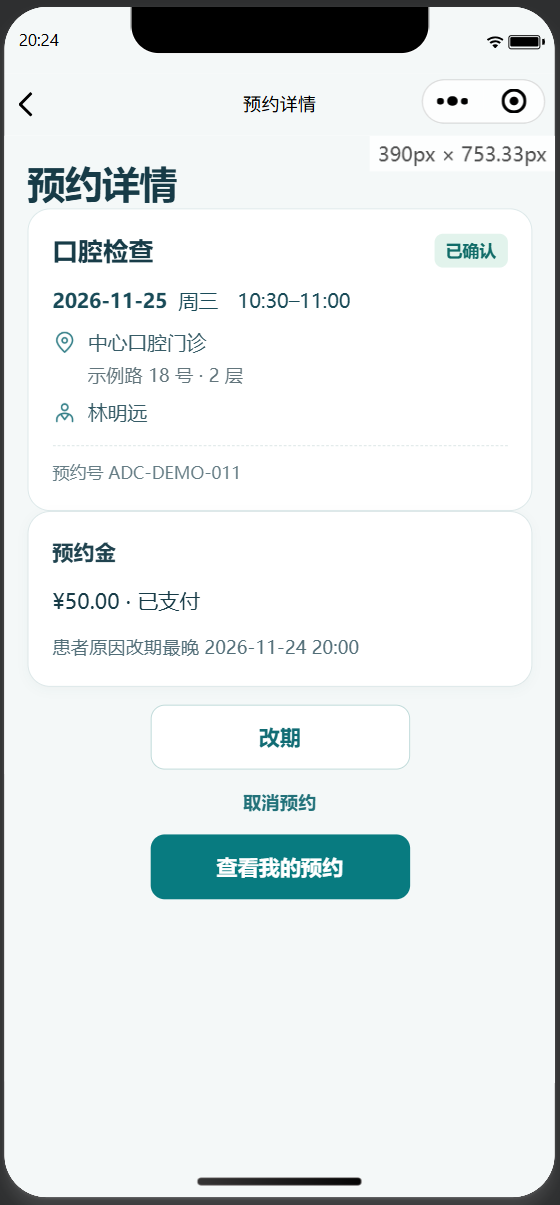 20:24
预约详情
390px × 753.33px
预约详情
口腔检查
已确认
2026-11-25 周三 10:30–11:00
中心口腔门诊
示例路 18 号 · 2 层
林明远
预约号 ADC-DEMO-011
预约金
¥50.00 · 已支付
患者原因改期最晚 2026-11-24 20:00
改期
取消预约
查看我的预约